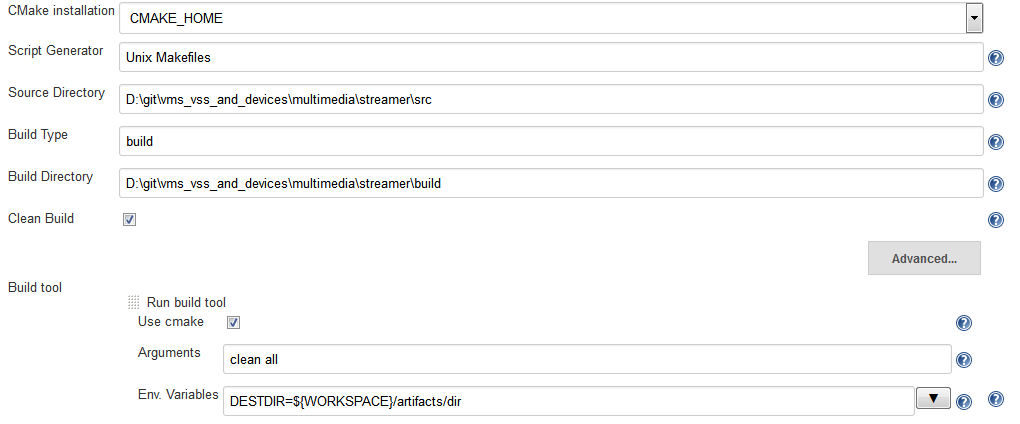 CMake installation CMAKE_HOME
Script Generator Unix Makefiles
Source Directory D:\git\vms_vss_and_devices\multimedia\streamer\src
Build Type build
Build Directory D:\git\vms_vss_and_devices\multimedia\streamer\build
Clean Build
Advanced...
Build tool
Run build tool
Use cmake
Arguments clean all
Env. Variables DESTDIR=${WORKSPACE}/artifacts/dir